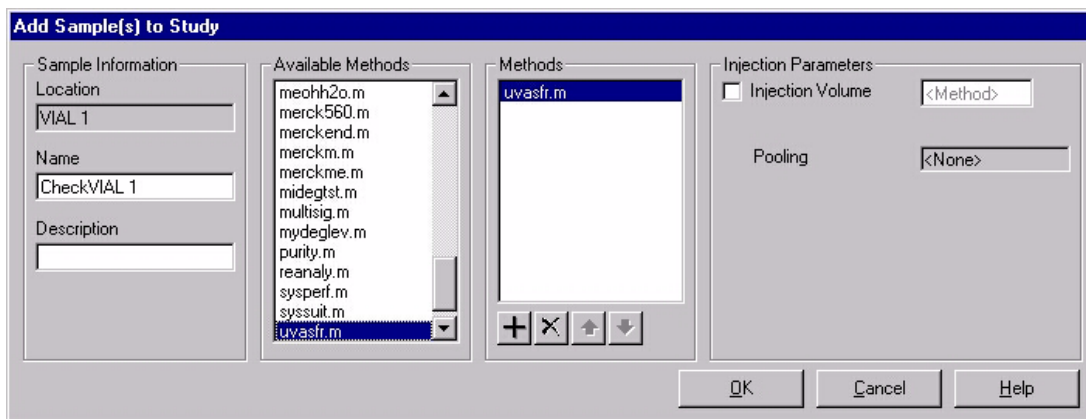 Add Sample(s) to Study
Sample Information
Location
VIAL 1
Name
CheckVIAL 1
Description
Available Methods
meohh2o.m
merck560.m
merckend.m
merckm.m
merckme.m
midegtst.m
multisig.m
mydeglev.m
purity.m
reanaly.m
sysperf.m
syssuit.m
uvasfr.m
Methods
uvasfr.m
Injection Parameters
Injection Volume
<Method>
Pooling
<None>
OK
Cancel
Help